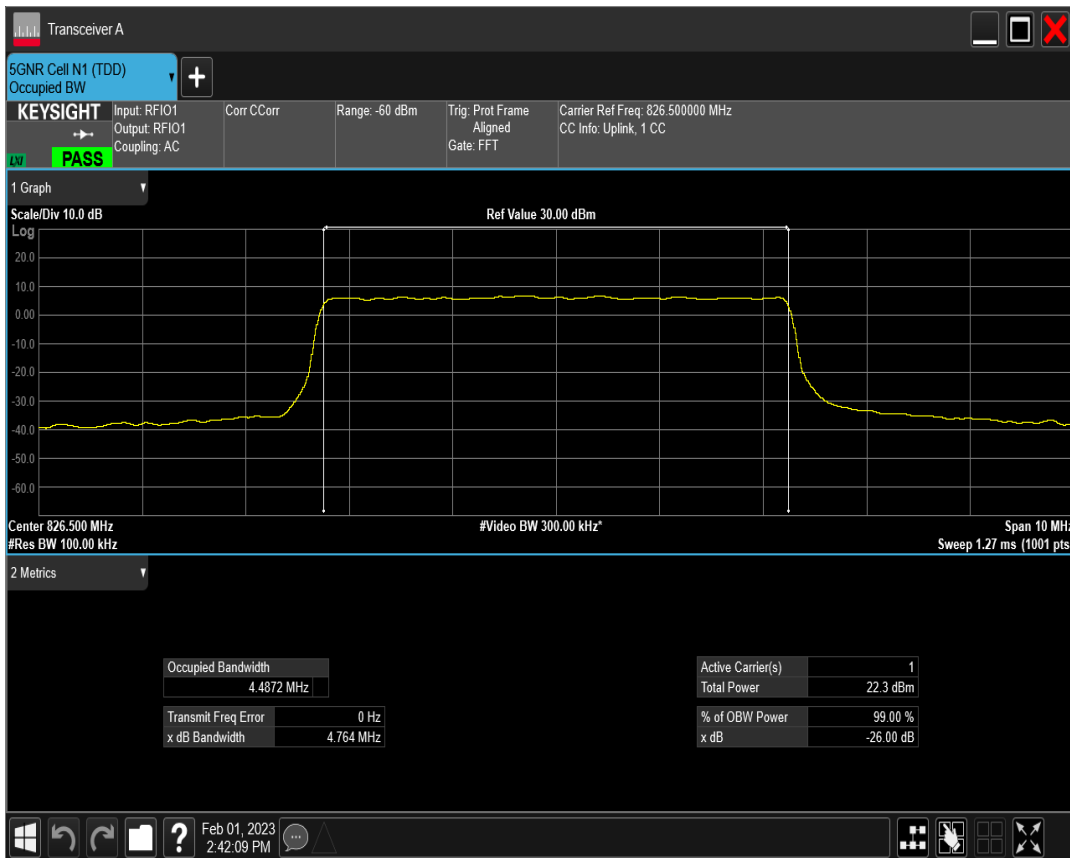 Transceiver A
5GNR Cell N1 (TDD)
Occupied BW
+
KEYSIGHT
LXI
PASS
Input: RFIO1
Output: RFIO1
Coupling: AC
Corr CCorr
Range: -60 dBm
Trig: Prot Frame
Aligned
Gate: FFT
Carrier Ref Freq: 826.500000 MHz
CC Info: Uplink, 1 CC
1 Graph
Scale/Div 10.0 dB
Ref Value 30.00 dBm
Log
20.0
10.0
0.00
-10.0
-20.0
-30.0
-40.0
-50.0
-60.0
Center 826.500 MHz
#Video BW 300.00 kHz*
Span 10 MHz
#Res BW 100.00 kHz
Sweep 1.27 ms (1001 pts
2 Metrics
Occupied Bandwidth
4.4872 MHz
Transmit Freq Error 0 Hz
x dB Bandwidth 4.764 MHz
Active Carrier(s) 1
Total Power 22.3 dBm
% of OBW Power 99.00 %
x dB -26.00 dB
?
Feb 01, 2023
2:42:09 PM